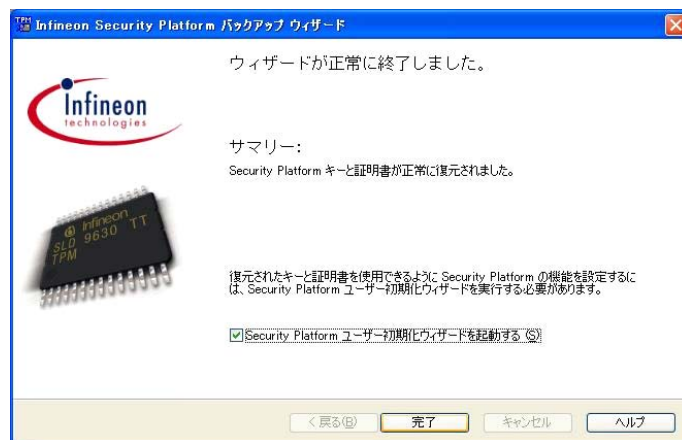 Infineon Security Platform バックアップ ウィザード
ウィザードが正常に終了しました。
Infineon
technologies
サマリー:
Security Platform キーと証明書が正常に復元されました。
Infineon
SLD 9630 TT
TPM
復元されたキーと証明書を使用できるように Security Platform の機能を設定するに
は、Security Platform ユーザー初期化ウィザードを実行する必要があります。
Security Platform ユーザー初期化ウィザードを起動する (S)
< 戻る(B)
完了
キャンセル
ヘルプ